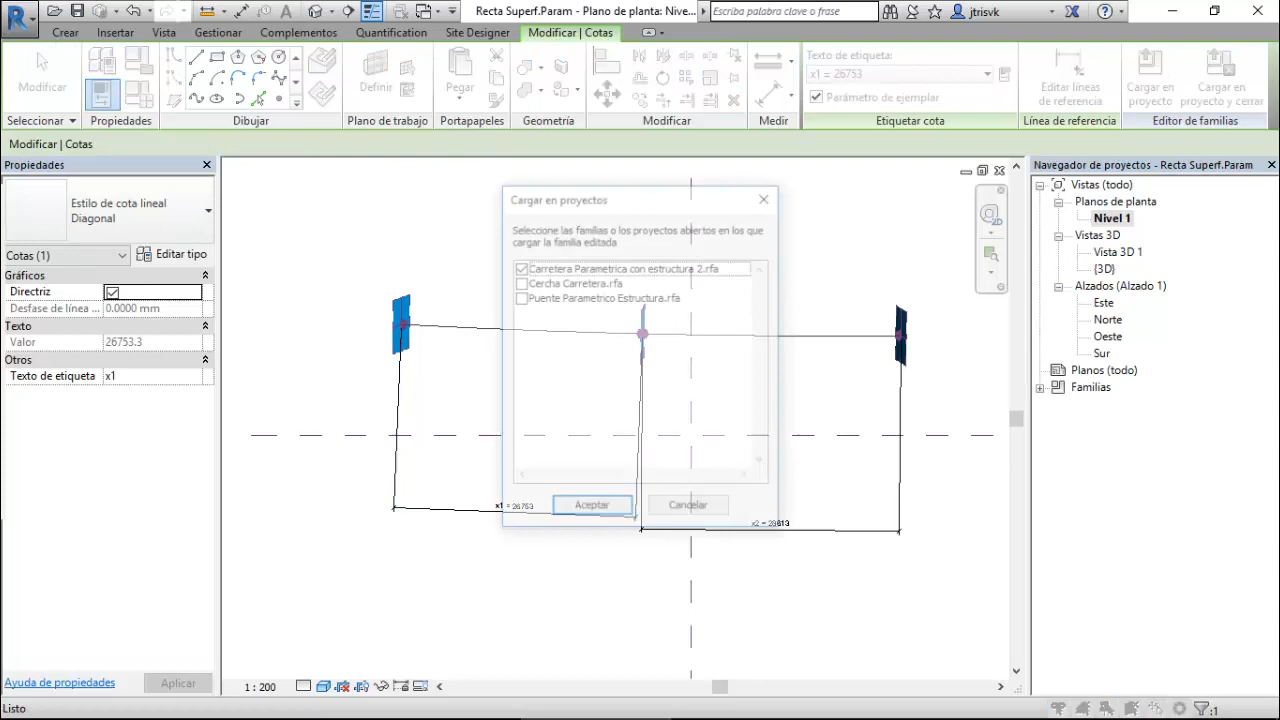 Recta Superf.Param - Plano de planta: Nive...
Escriba palabra clave o frase
jtrisvk
Crear
Insertar
Vista
Gestionar
Complementos
Quantification
Site Designer
Modificar | Cotas
Modificar
Definir
Pegar
Texto de etiqueta:
x1 = 26753
Parámetro de ejemplar
Editar líneas
de referencia
Cargar en
proyecto
Cargar en
proyecto y cerrar
Seleccionar
Propiedades
Dibujar
Plano de trabajo
Portapapeles
Geometría
Modificar
Medir
Etiquetar cota
Línea de referencia
Editor de familias
Modificar | Cotas
Propiedades
Estilo de cota lineal
Diagonal
Cotas (1)
Editar tipo
Gráficos
Directriz
Desfase de línea ...
0.0000 mm
Texto
Valor
26753.3
Otros
Texto de etiqueta
x1
Ayuda de propiedades
Aplicar
Cargar en proyectos
Seleccione las familias o los proyectos abiertos en los que
cargar la familia editada
Carretera Parametrica con estructura 2.rfa
Cercha Carretera.rfa
Puente Parametrico Estructura.rfa
Aceptar
Cancelar
x1 = 26753
2D
Navegador de proyectos - Recta Superf.Param
Vistas (todo)
Planos de planta
Nivel 1
Vistas 3D
Vista 3D 1
{3D}
Alzados (Alzado 1)
Este
Norte
Oeste
Sur
Planos (todo)
Familias
1 : 200
Listo
:1